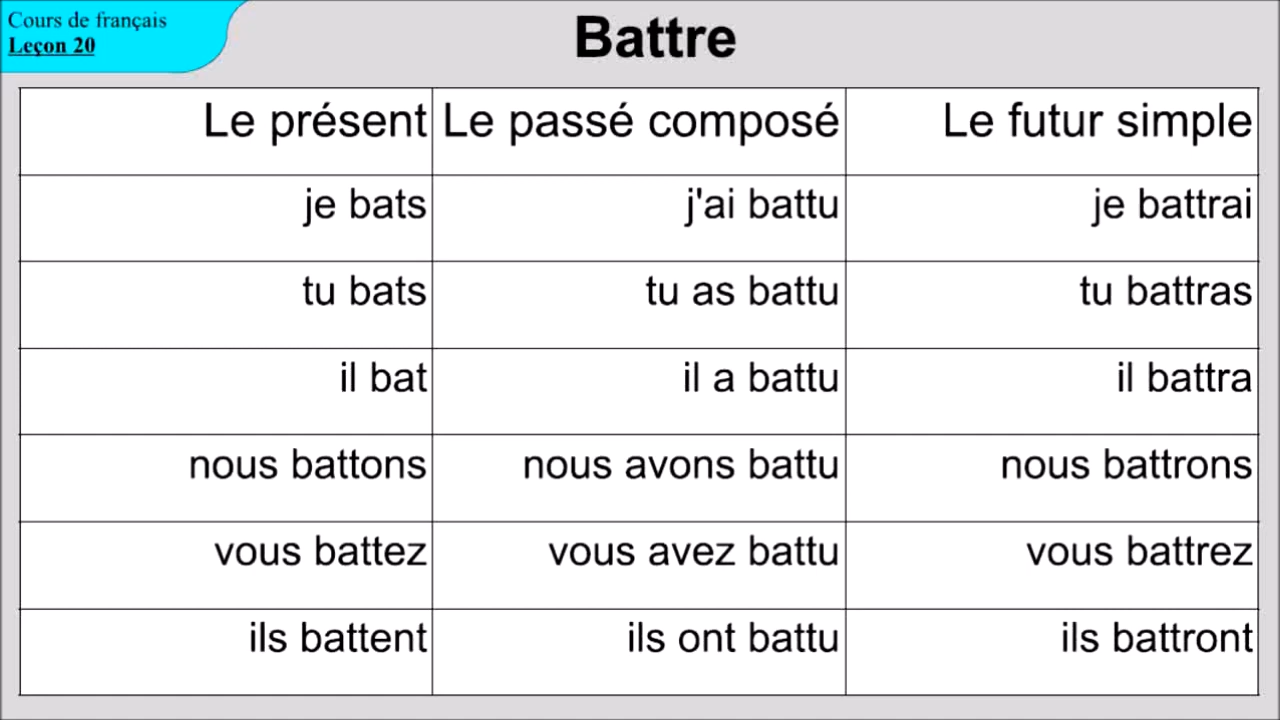 Cours de français
Leçon 20
Battre
Le présent Le passé composé Le futur simple
je bats j'ai battu je battrai
tu bats tu as battu tu battras
il bat il a battu il battra
nous battons nous avons battu nous battrons
vous battez vous avez battu vous battrez
ils battent ils ont battu ils battront